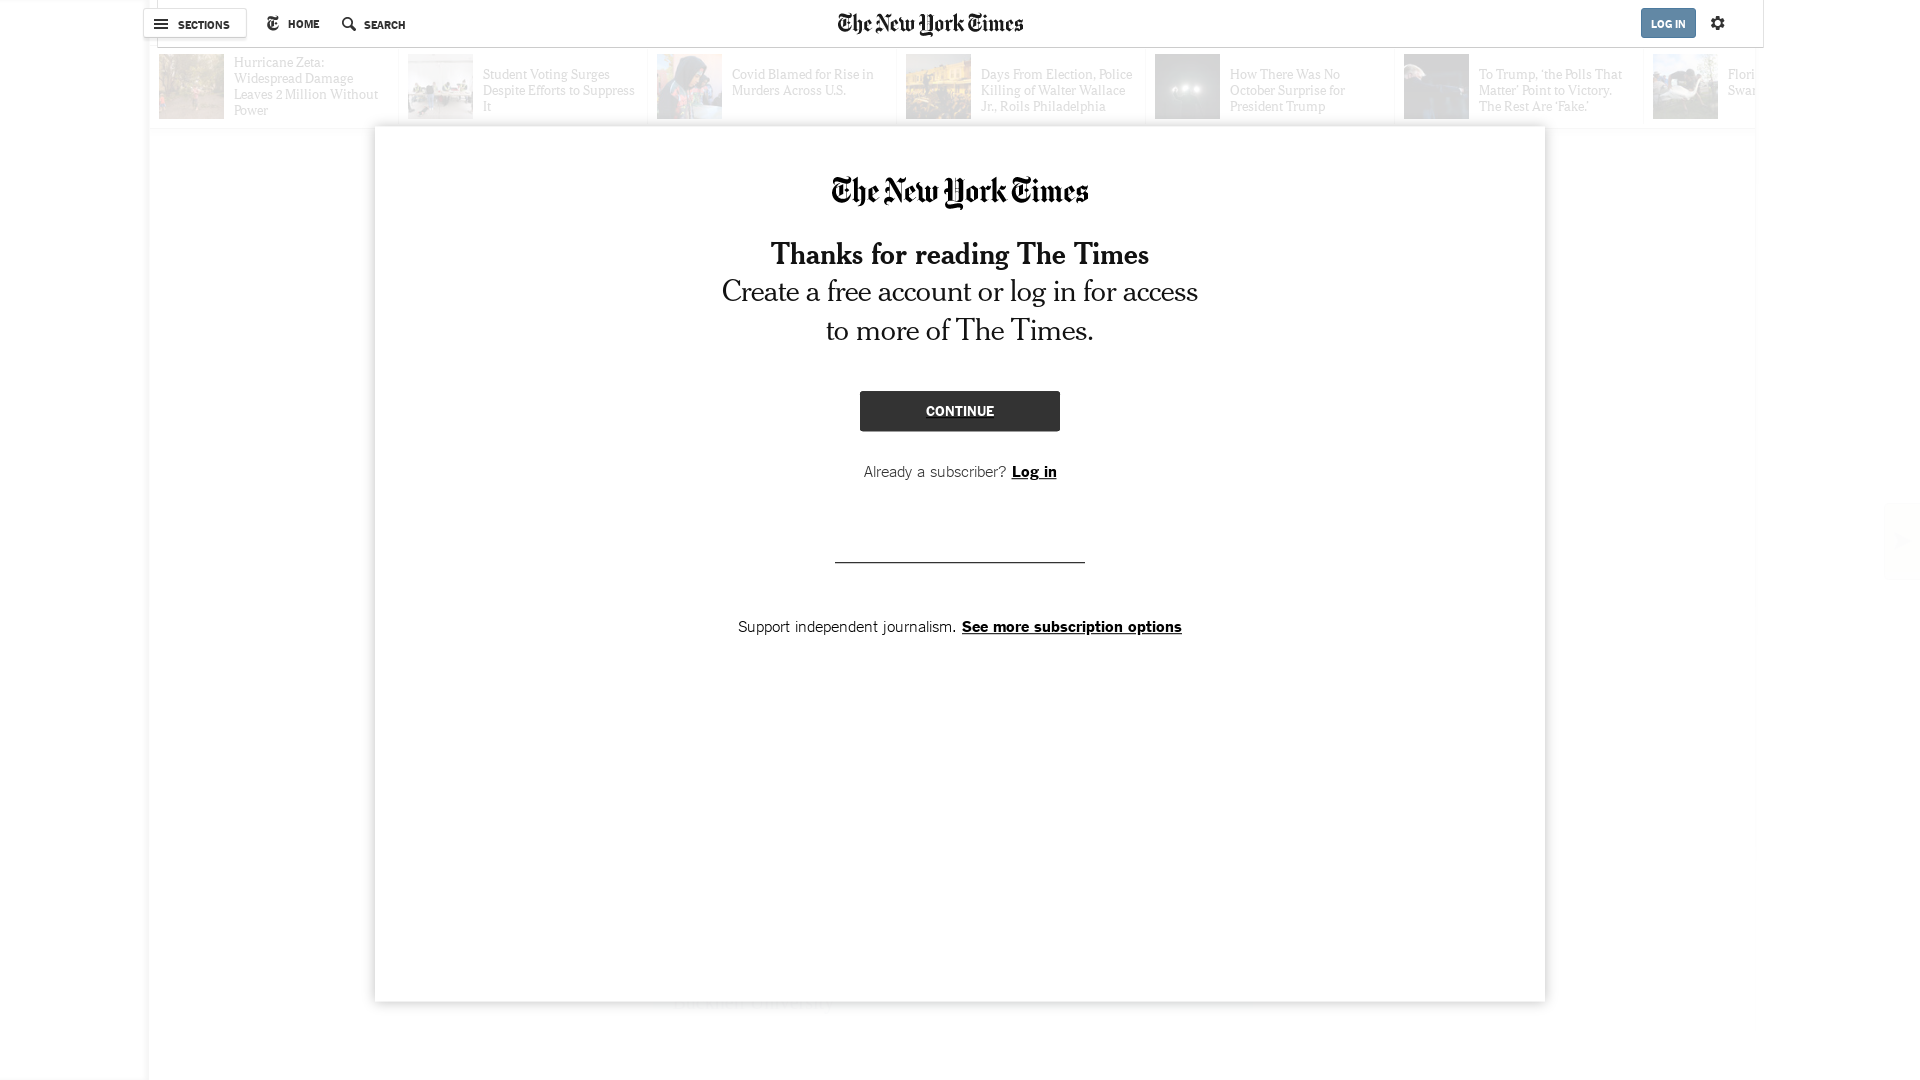 SECTIONS
HOME
SEARCH
The New York Times
LOG IN
Hurricane Zeta:
Widespread Damage
Leaves 2 Million Without
Power
Student Voting Surges
Despite Efforts to Suppress
It
Covid Blamed for Rise in
Murders Across U.S.
Days From Election, Police
Killing of Walter Wallace
Jr., Roils Philadelphia
How There Was No
October Surprise for
President Trump
To Trump, ‘the Polls That
Matter’ Point to Victory.
The Rest Are ‘Fake.’
Flori
Swa
The New York Times
Thanks for reading The Times
Create a free account or log in for access
to more of The Times.
CONTINUE
Already a subscriber? Log in
Support independent journalism. See more subscription options